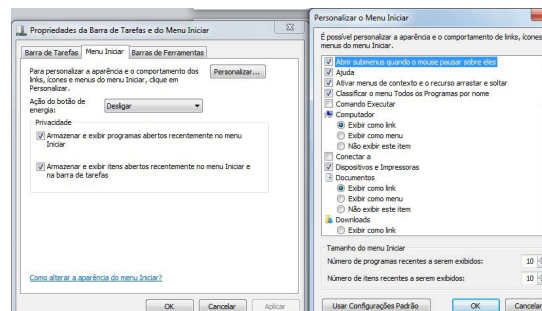 Propriedades da Barra de Tarefas e do Menu Iniciar
Barra de Tarefas
Menu Iniciar
Barras de Ferramentas
Para personalizar a aparência e o comportamento dos
links, ícones e menus do menu Iniciar, clique em
Personalizar.
Personalizar...
Ação do botão de
energia:
Desligar
Privacidade
Armazenar e exibir programas abertos recentemente no menu
Iniciar
Armazenar e exibir itens abertos recentemente no menu Iniciar e
na barra de tarefas
Como alterar a aparência do menu Iniciar?
OK
Cancelar
Aplicar
Personalizar o Menu Iniciar
É possível personalizar a aparência e o comportamento de links, ícones
menus do menu Iniciar.
Abrir submenus quando o mouse pausar sobre eles
Ajuda
Ativar menus de contexto e o recurso arrastar e soltar
Classificar o menu Todos os Programas por nome
Comando Executar
Computador
Exibir como link
Exibir como menu
Não exibir este item
Conectar a
Dispositivos e Impressoras
Documentos
Exibir como link
Exibir como menu
Não exibir este item
Downloads
Exibir como link
Tamanho do menu Iniciar
Número de programas recentes a serem exibidos:
10
Número de itens recentes a serem exibidos:
10
Usar Configurações Padrão
OK
Cancelar